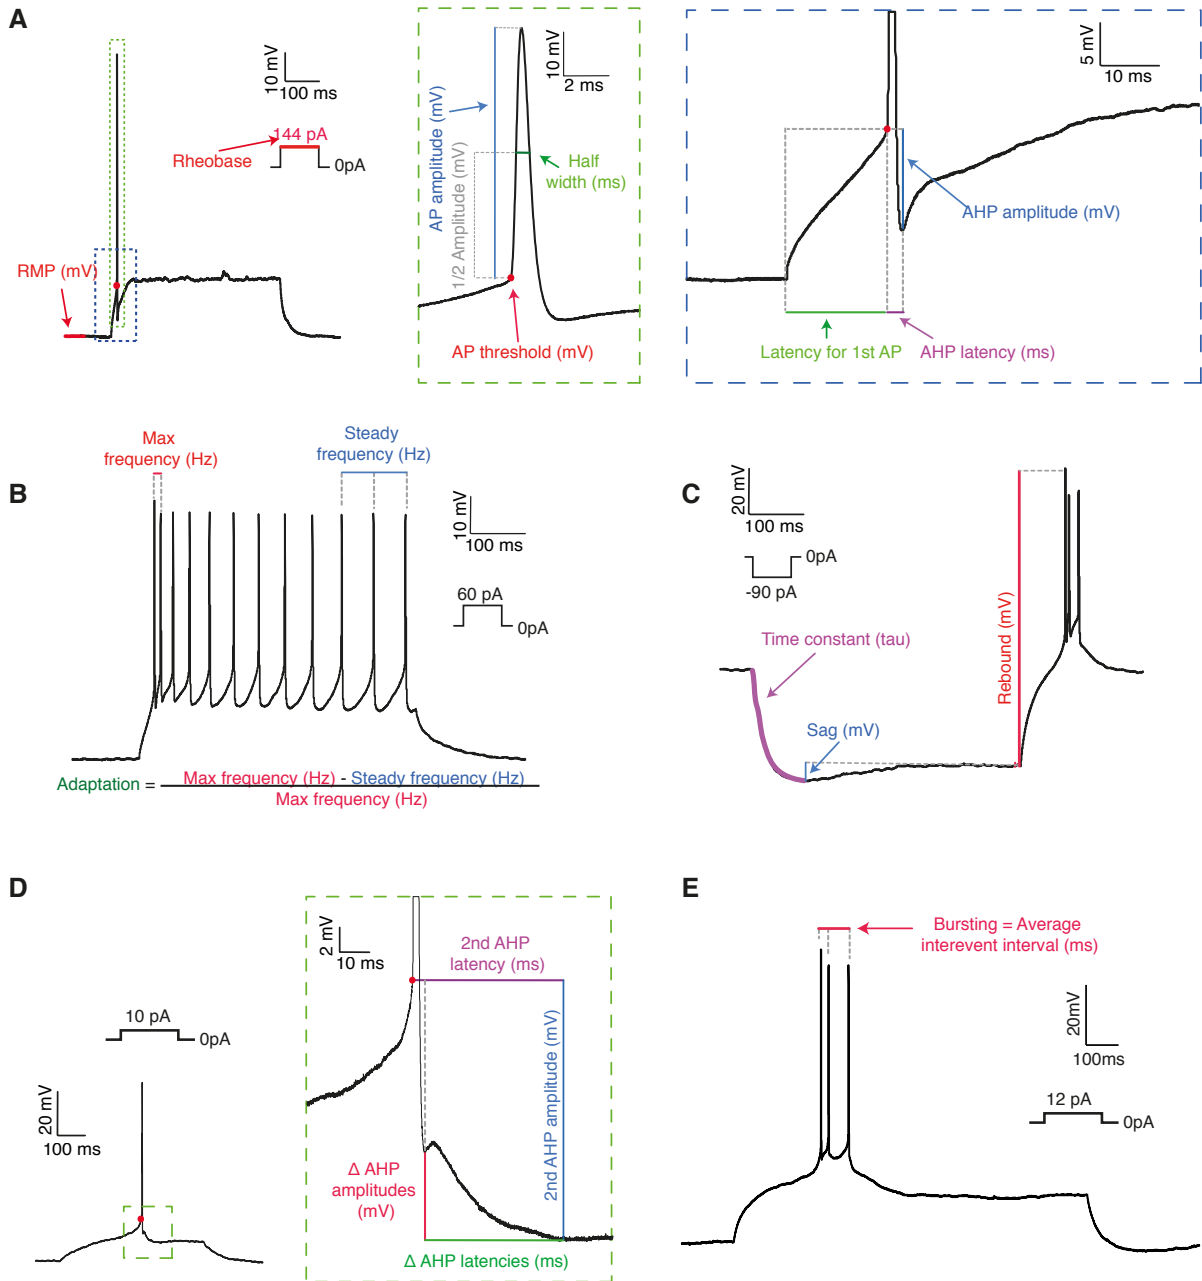 A
10 mV
100 ms
144 pA
Rheobase
0pA
RMP (mV)
AP amplitude (mV)
1/2 Amplitude (mV)
10 mV
2 ms
Half
width (ms)
AP threshold (mV)
5 mV
10 ms
AHP amplitude (mV)
Latency for 1st AP
AHP latency (ms)
B
Max
frequency (Hz)
Steady
frequency (Hz)
10 mV
100 ms
60 pA
0pA
Adaptation = Max frequency (Hz) - Steady frequency (Hz)
Max frequency (Hz)
C
20 mV
100 ms
0pA
-90 pA
Time constant (tau)
Sag (mV)
Rebound (mV)
D
10 pA
0pA
20 mV
100 ms
2 mV
10 ms
2nd AHP
latency (ms)
2nd AHP amplitude (mV)
Δ AHP
amplitudes
(mV)
Δ AHP latencies (ms)
E
Bursting = Average
interevent interval (ms)
20mV
100ms
12 pA
0pA